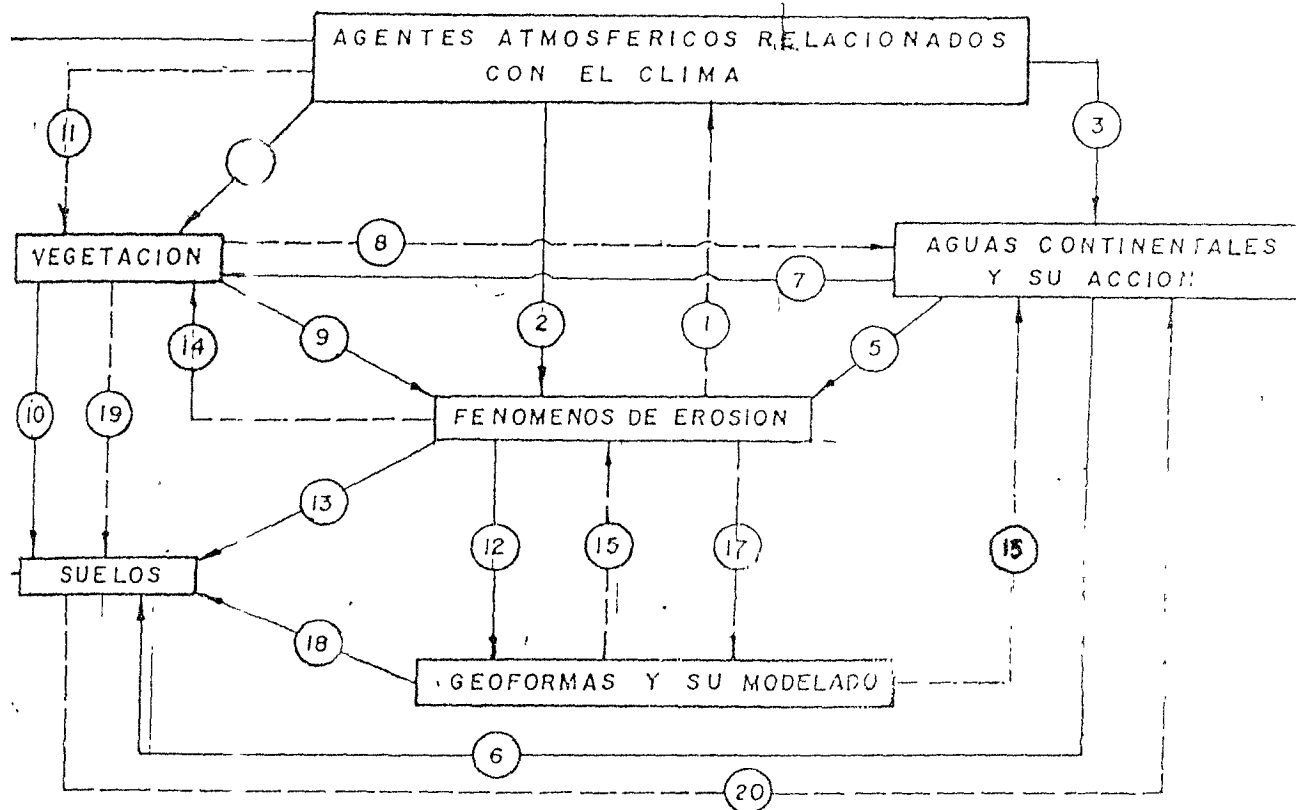 AGENTES ATMOSFERICOS RELACIONADOS
CON EL CLIMA
11
3
VEGETACION
8
AGUAS CONTINENTALES
Y SU ACCION
7
14
9
2
1
5
FENOMENOS DE EROSION
10
19
13
12
15
17
SUELOS
18
GEOFORMAS Y SU MODELADO
6
20